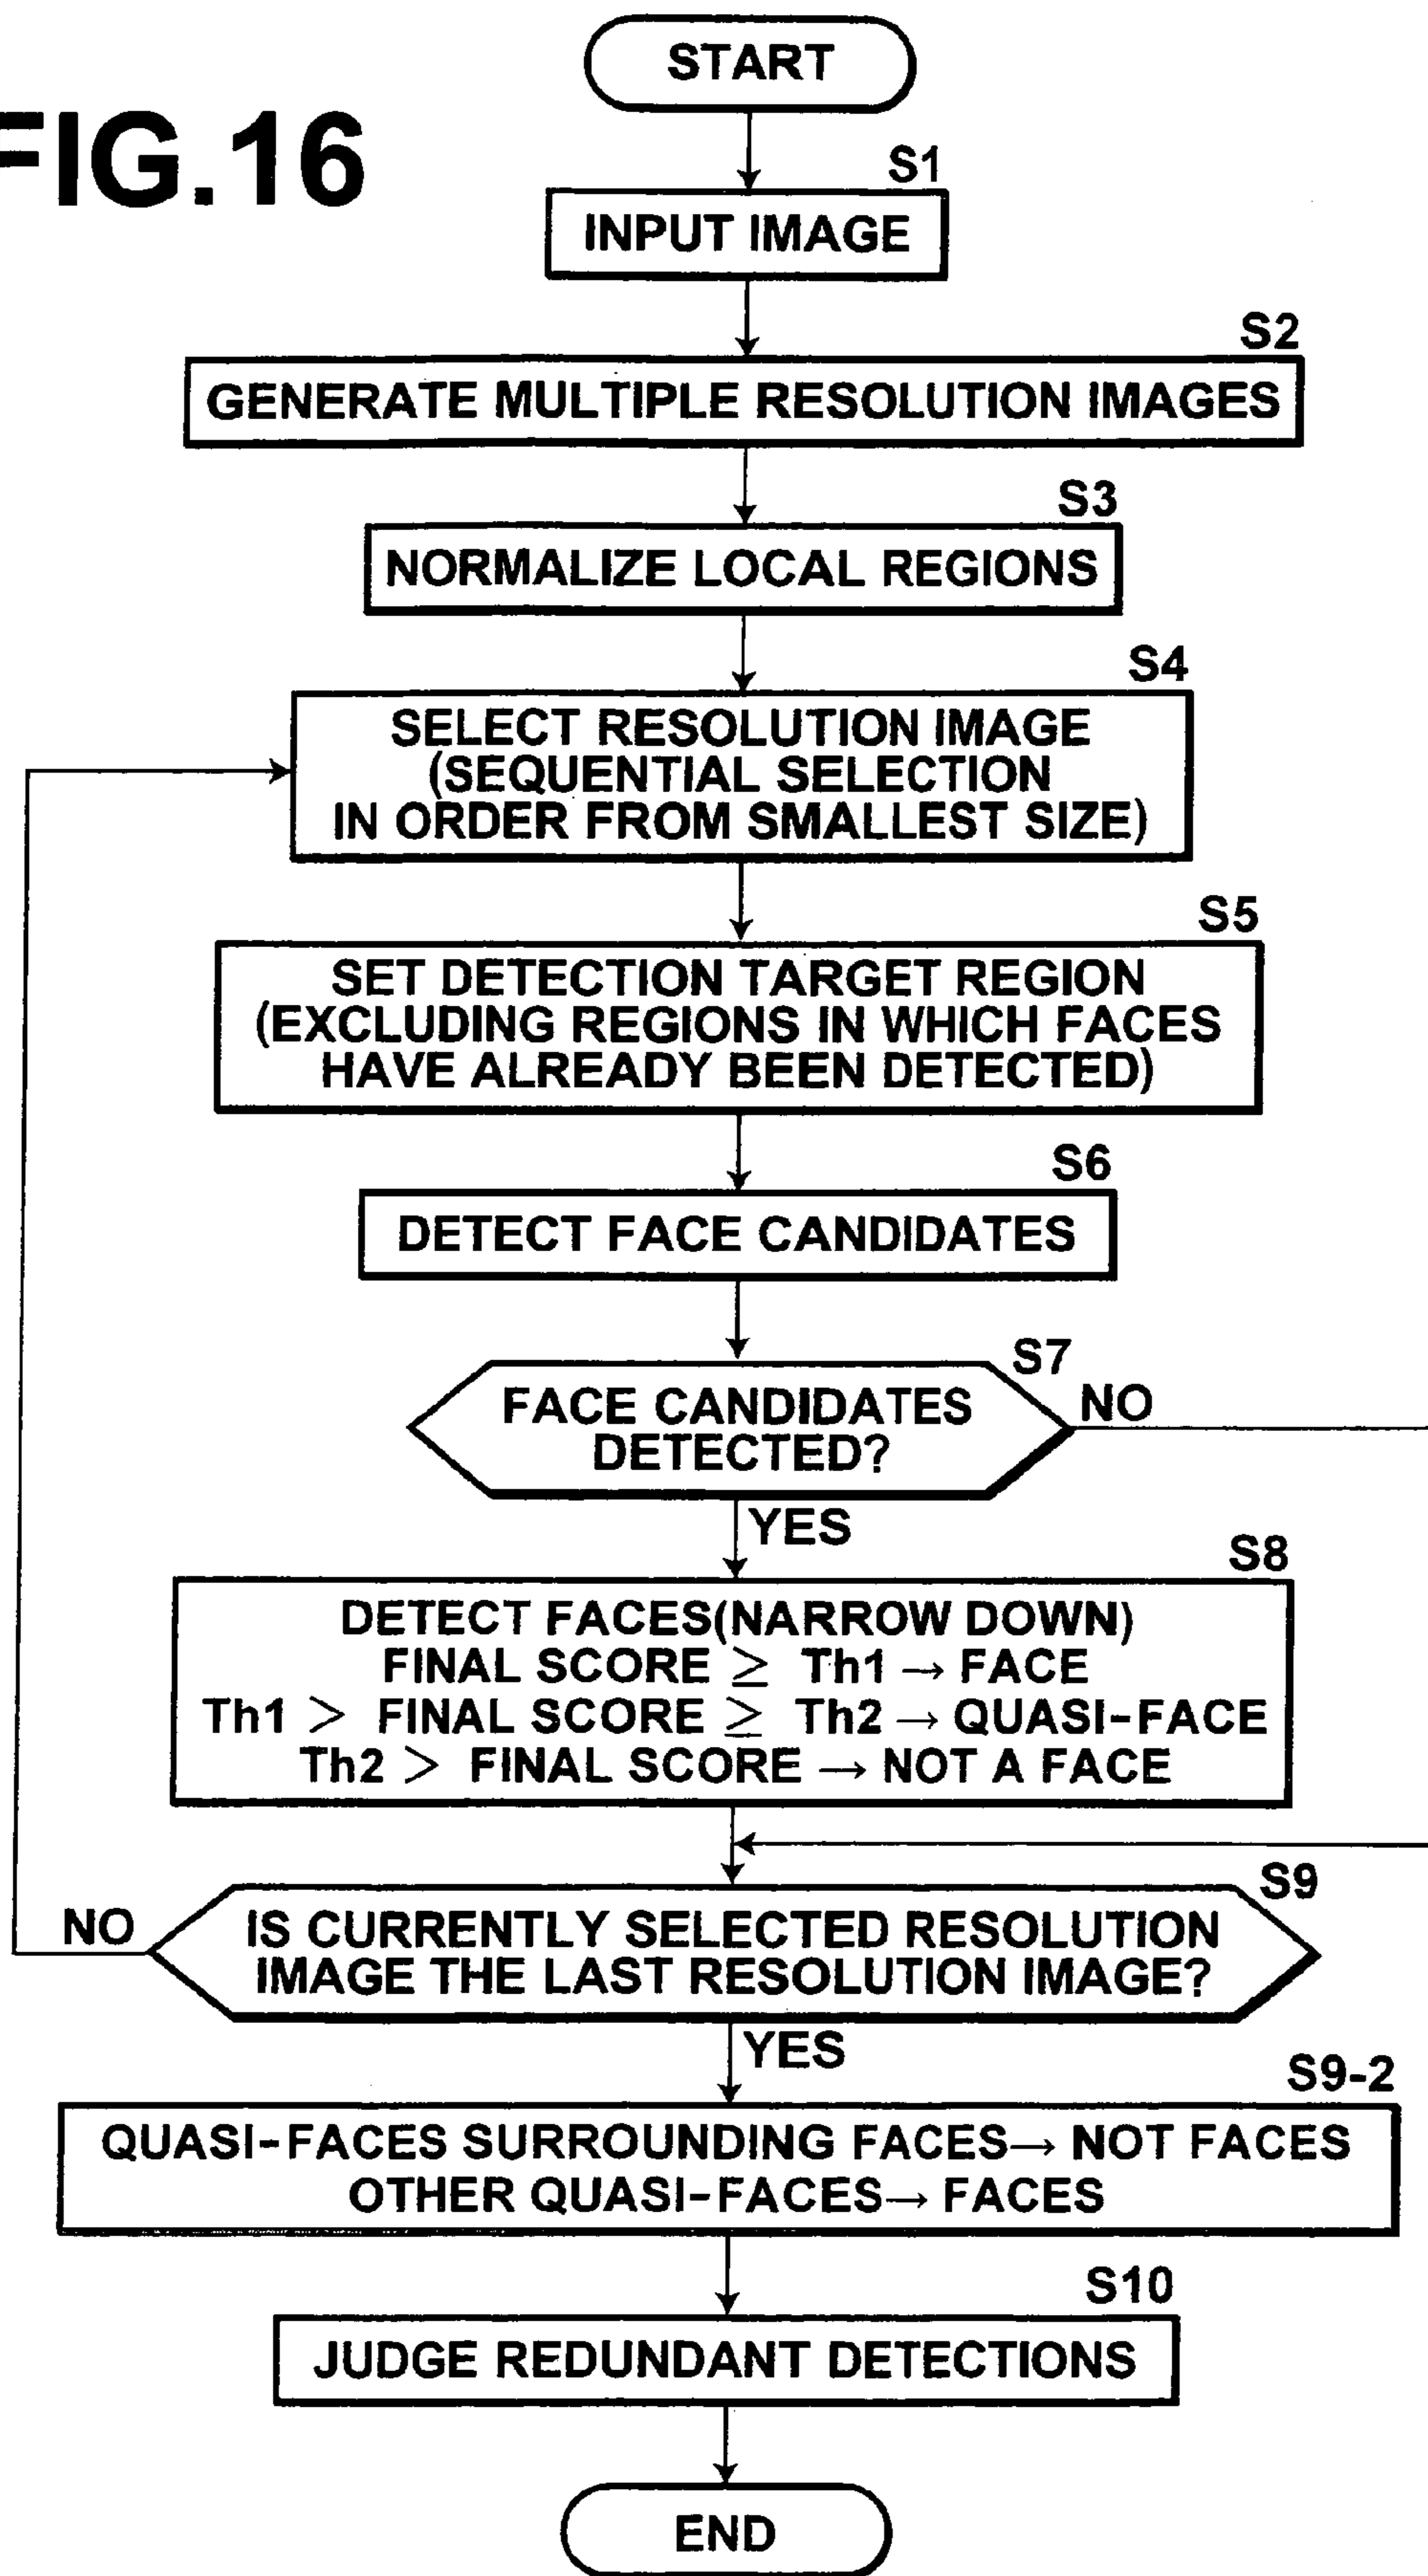 FIG.16
START
S1
INPUT IMAGE
S2
GENERATE MULTIPLE RESOLUTION IMAGES
S3
NORMALIZE LOCAL REGIONS
S4
SELECT RESOLUTION IMAGE
(SEQUENTIAL SELECTION
IN ORDER FROM SMALLEST SIZE)
S5
SET DETECTION TARGET REGION
(EXCLUDING REGIONS IN WHICH FACES
HAVE ALREADY BEEN DETECTED)
S6
DETECT FACE CANDIDATES
S7
FACE CANDIDATES
DETECTED?
NO
YES
S8
DETECT FACES(NARROW DOWN)
FINAL SCORE ≧ Th1 → FACE
Th1 > FINAL SCORE ≧ Th2 → QUASI-FACE
Th2 > FINAL SCORE → NOT A FACE
S9
NO
IS CURRENTLY SELECTED RESOLUTION
IMAGE THE LAST RESOLUTION IMAGE?
YES
S9-2
QUASI-FACES SURROUNDING FACES→ NOT FACES
OTHER QUASI-FACES→ FACES
S10
JUDGE REDUNDANT DETECTIONS
END